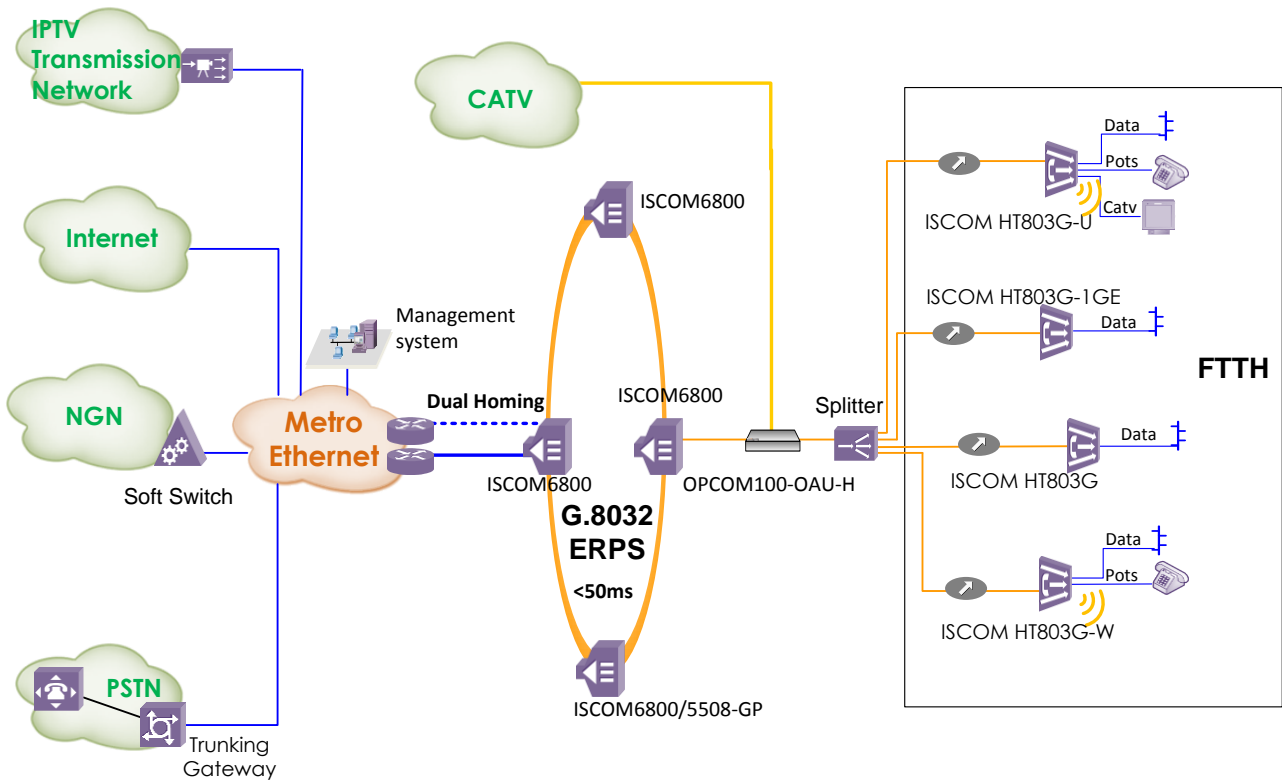 IPTV
Transmission
Network
CATV
Internet
NGN
Soft Switch
PSTN
Trunking
Gateway
Management
system
Metro
Ethernet
Dual Homing
ISCOM6800
ISCOM6800
ISCOM6800
G.8032
ERPS
<50ms
ISCOM6800/5508-GP
OPCOM100-OAU-H
Splitter
Data
Pots
Catv
ISCOM HT803G-U
ISCOM HT803G-1GE
Data
FTTH
Data
ISCOM HT803G
Data
Pots
ISCOM HT803G-W